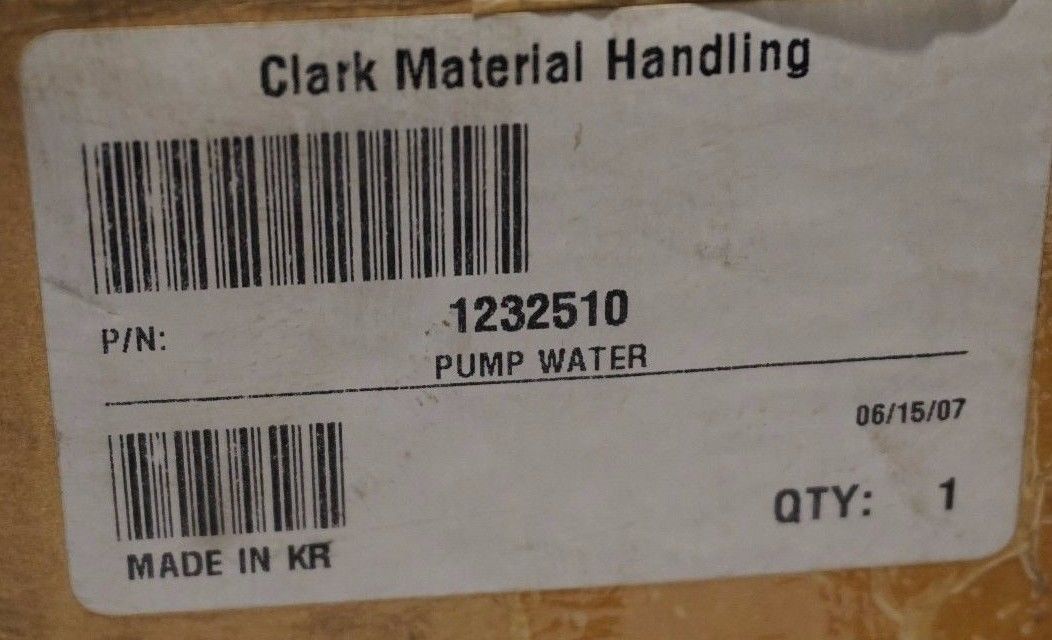 Clark Material Handling
P/N: 1232510
PUMP WATER
06/15/07
QTY: 1
MADE IN KR